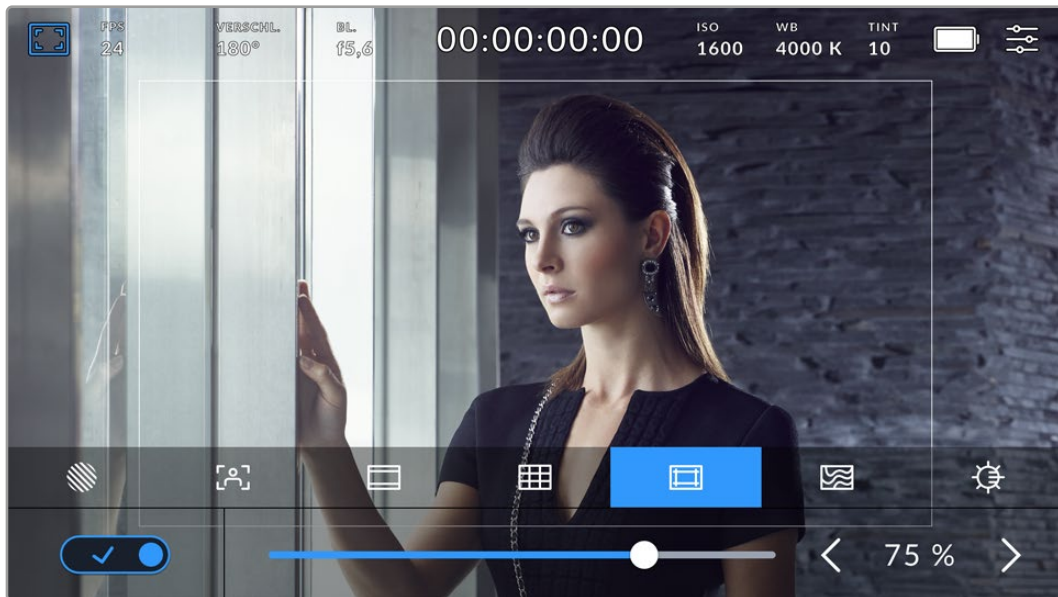 FPS
24
VERSCHL.
180°
BL.
f5,6
00:00:00:00
ISO
1600
WB
4000 K
TINT
10
75 %